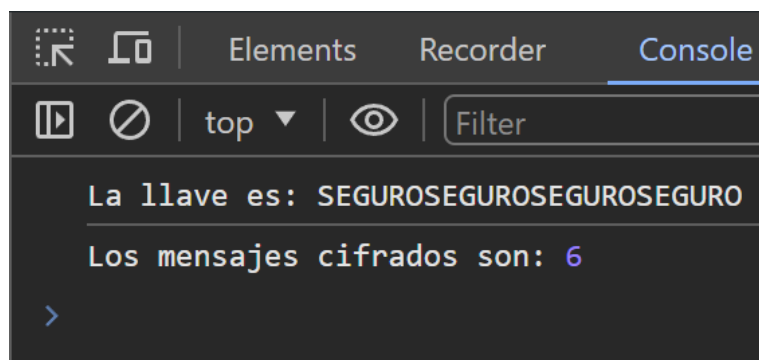 Elements Recorder Console
top Filter
La llave es: SEGUROSEGUROSEGUROSEGURO
Los mensajes cifrados son: 6